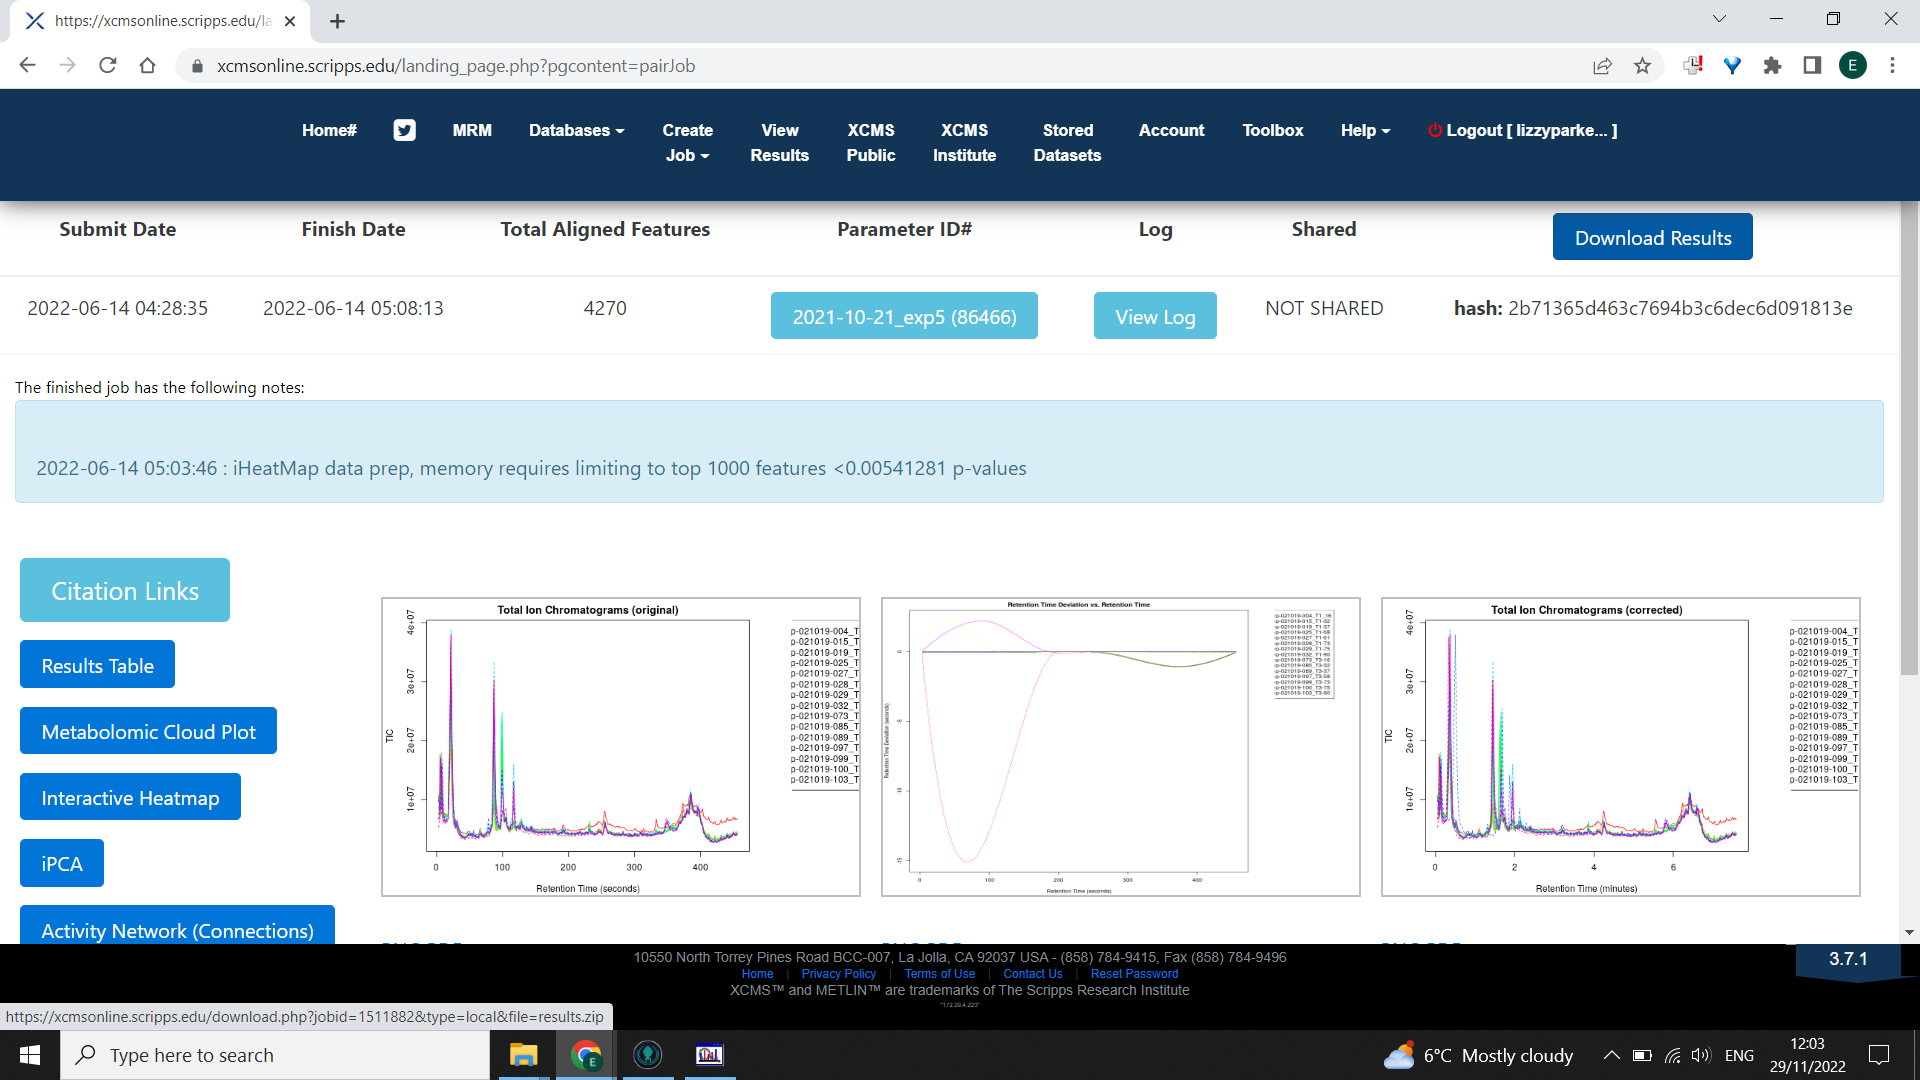 https://xcmsonline.scripps.edu/la
xcmsonline.scripps.edu/landing_page.php?pgcontent=pairJob
E
Home#
MRM
Databases
Create Job
View Results
XCMS Public
XCMS Institute
Stored Datasets
Account
Toolbox
Help
Logout [ lizzyparke... ]
Submit Date Finish Date Total Aligned Features Parameter ID# Log Shared Download Results
2022-06-14 04:28:35 2022-06-14 05:08:13 4270 2021-10-21_exp5 (86466) View Log NOT SHARED hash: 2b71365d463c7694b3c6dec6d091813e
The finished job has the following notes:
2022-06-14 05:03:46 : iHeatMap data prep, memory requires limiting to top 1000 features <0.00541281 p-values
Citation Links
Results Table
Metabolomic Cloud Plot
Interactive Heatmap
iPCA
Activity Network (Connections)
Total Ion Chromatograms (original)
TIC
4e+07
3e+07
2e+07
1e+07
0 100 200 300 400
Retention Time (seconds)
p-021019-004_T
p-021019-015_T
p-021019-019_T
p-021019-025_T
p-021019-027_T
p-021019-028_T
p-021019-029_T
p-021019-032_T
p-021019-073_T
p-021019-085_T
p-021019-089_T
p-021019-097_T
p-021019-099_T
p-021019-100_T
p-021019-103_T
Retention Time Deviation vs. Retention Time
Retention Time Deviation (seconds)
0
-5
-10
-15
0 100 200 300 400
Retention Time (seconds)
Total Ion Chromatograms (corrected)
TIC
4e+07
3e+07
2e+07
1e+07
0 2 4 6
Retention Time (minutes)
p-021019-004_T
p-021019-015_T
p-021019-019_T
p-021019-025_T
p-021019-027_T
p-021019-028_T
p-021019-029_T
p-021019-032_T
p-021019-073_T
p-021019-085_T
p-021019-089_T
p-021019-097_T
p-021019-099_T
p-021019-100_T
p-021019-103_T
10550 North Torrey Pines Road BCC-007, La Jolla, CA 92037 USA - (858) 784-9415, Fax (858) 784-9496
Home | Privacy Policy | Terms of Use | Contact Us | Reset Password
XCMS™ and METLIN™ are trademarks of The Scripps Research Institute
3.7.1
https://xcmsonline.scripps.edu/download.php?jobid=1511882&type=local&file=results.zip
Type here to search
E
6°C Mostly cloudy
ENG
12:03
29/11/2022